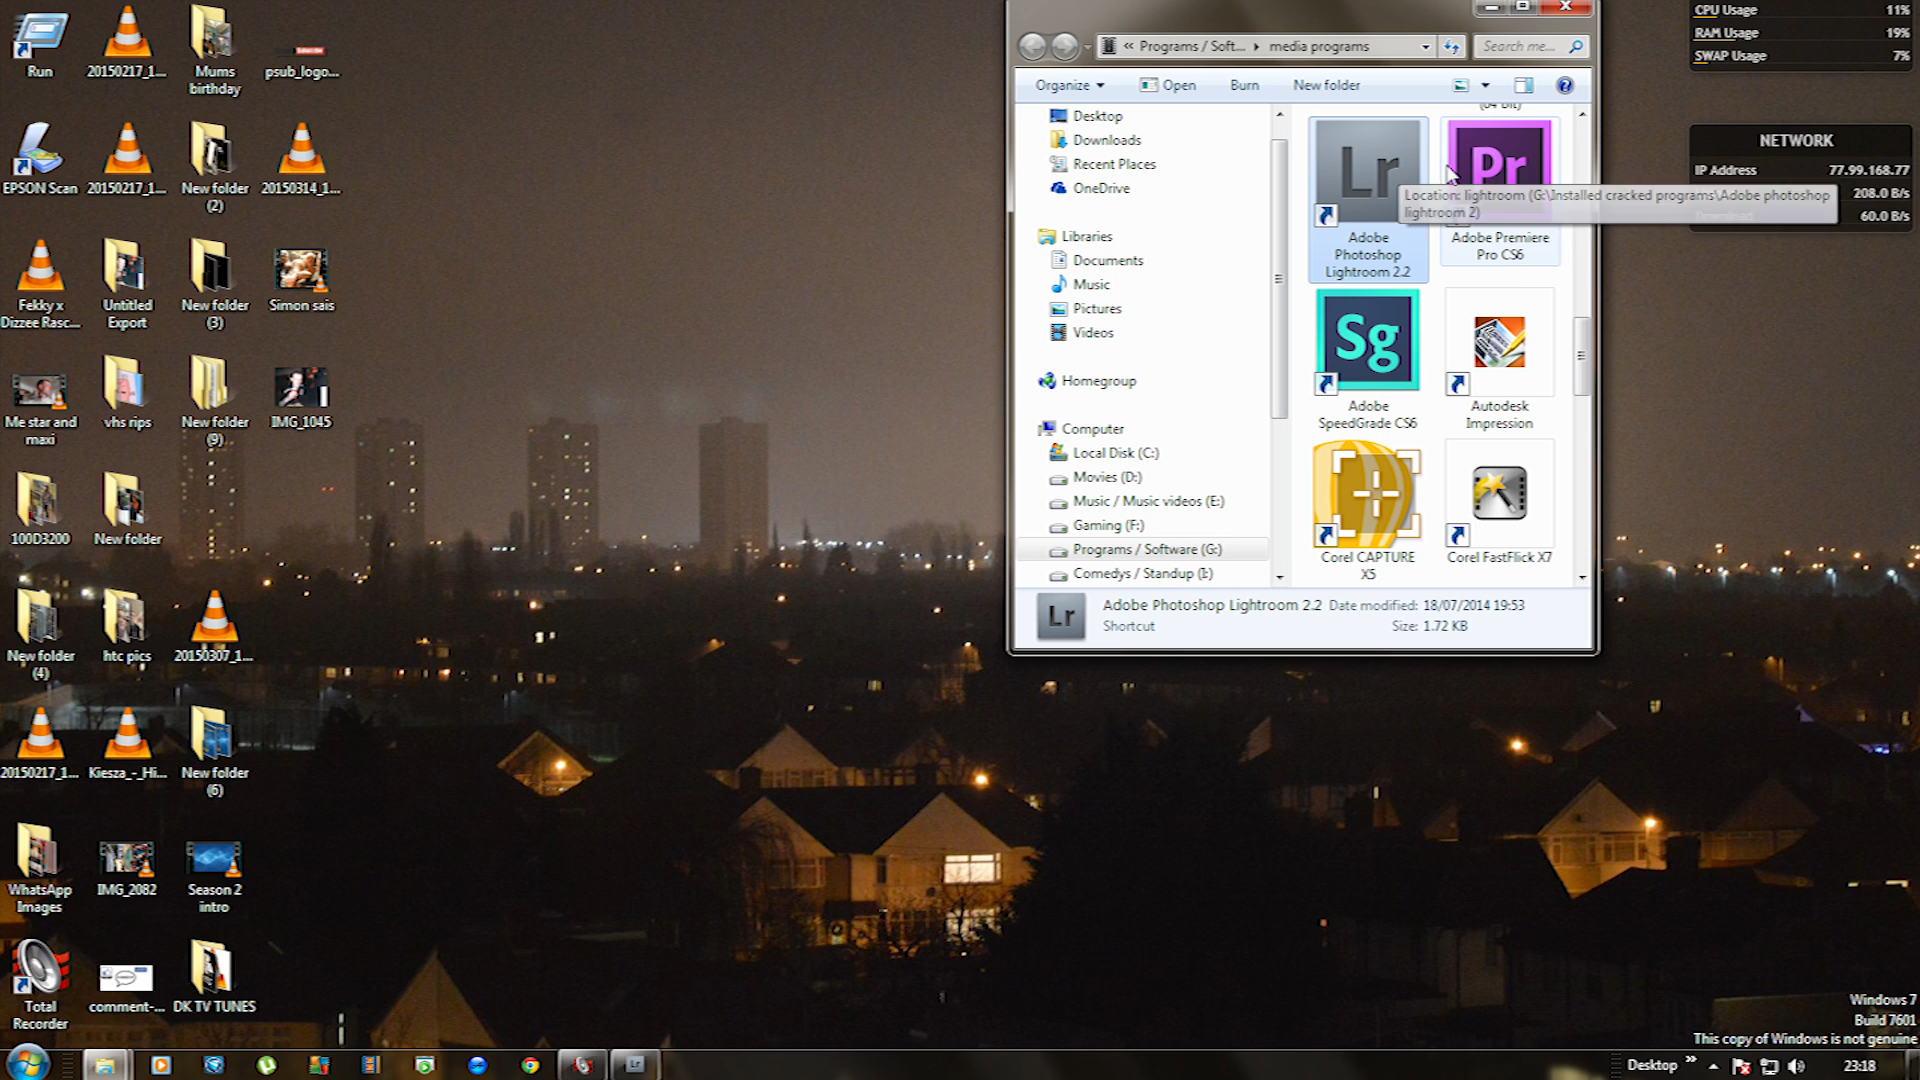 Run
20150217_1...
Mums
birthday
psub_logo...
EPSON Scan
20150217_1...
New folder
(2)
20150314_1...
Fekky x
Dizzee Rasc...
Untitled
Export
New folder
(3)
Simon sais
Me star and
maxi
vhs rips
New folder
(9)
IMG_1045
100D3200
New folder
New folder
(4)
htc pics
20150307_1...
20150217_1...
Kiesza_-_Hi...
New folder
(6)
WhatsApp
Images
IMG_2082
Season 2
intro
Total
Recorder
comment-...
DK TV TUNES
« Programs / Soft... media programs
Search me...
Organize
Open
Burn
New folder
Desktop
Downloads
Recent Places
OneDrive
Libraries
Documents
Music
Pictures
Videos
Homegroup
Computer
Local Disk (C:)
Movies (D:)
Music / Music videos (E:)
Gaming (F:)
Programs / Software (G:)
Comedys / Standup (I:)
(64 Bit)
Lr
Pr
Location: lightroom (G:\Installed cracked programs\Adobe photoshop
lightroom 2)
Adobe
Photoshop
Lightroom 2.2
Adobe Premiere
Pro CS6
Sg
Adobe
SpeedGrade CS6
Autodesk
Impression
Corel CAPTURE
X5
Corel FastFlick X7
Lr
Adobe Photoshop Lightroom 2.2 Date modified: 18/07/2014 19:53
Shortcut Size: 1.72 KB
CPU Usage 11%
RAM Usage 19%
SWAP Usage 7%
NETWORK
IP Address 77.99.168.77
208.0 B/s
Download 60.0 B/s
Windows 7
Build 7601
This copy of Windows is not genuine
Lr
Desktop »
23:18